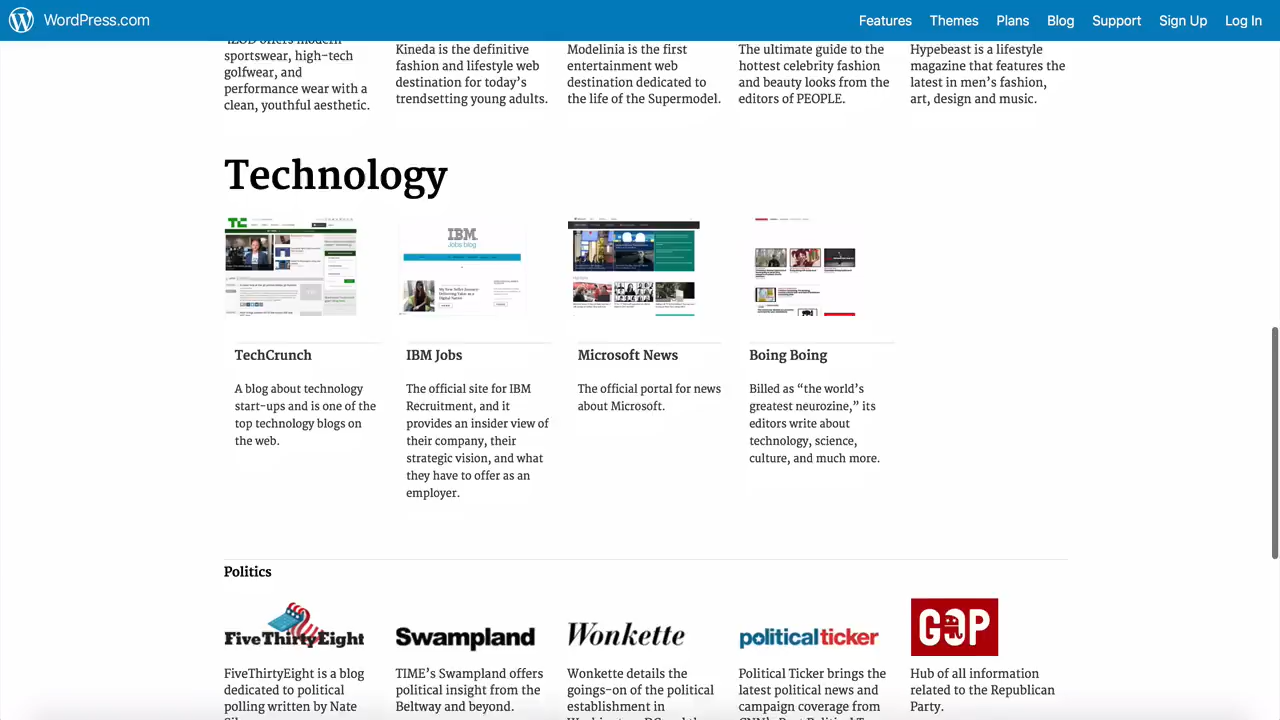 WordPress.com
Features Themes Plans Blog Support Sign Up Log In
IZOD offers modern
sportswear, high-tech
golfwear, and
performance wear with a
clean, youthful aesthetic.
Kineda is the definitive
fashion and lifestyle web
destination for today’s
trendsetting young adults.
Modelinia is the first
entertainment web
destination dedicated to
the life of the Supermodel.
The ultimate guide to the
hottest celebrity fashion
and beauty looks from the
editors of PEOPLE.
Hypebeast is a lifestyle
magazine that features the
latest in men’s fashion,
art, design and music.
Technology
TC
IBM
Jobs blog
TechCrunch
A blog about technology
start-ups and is one of the
top technology blogs on
the web.
IBM Jobs
The official site for IBM
Recruitment, and it
provides an insider view of
their company, their
strategic vision, and what
they have to offer as an
employer.
Microsoft News
The official portal for news
about Microsoft.
Boing Boing
Billed as “the world’s
greatest neurozine,” its
editors write about
technology, science,
culture, and much more.
Politics
FiveThirtyEight
FiveThirtyEight is a blog
dedicated to political
polling written by Nate
Swampland
TIME’s Swampland offers
political insight from the
Beltway and beyond.
Wonkette
Wonkette details the
goings-on of the political
establishment in
politicalticker
Political Ticker brings the
latest political news and
campaign coverage from
GOP
Hub of all information
related to the Republican
Party.